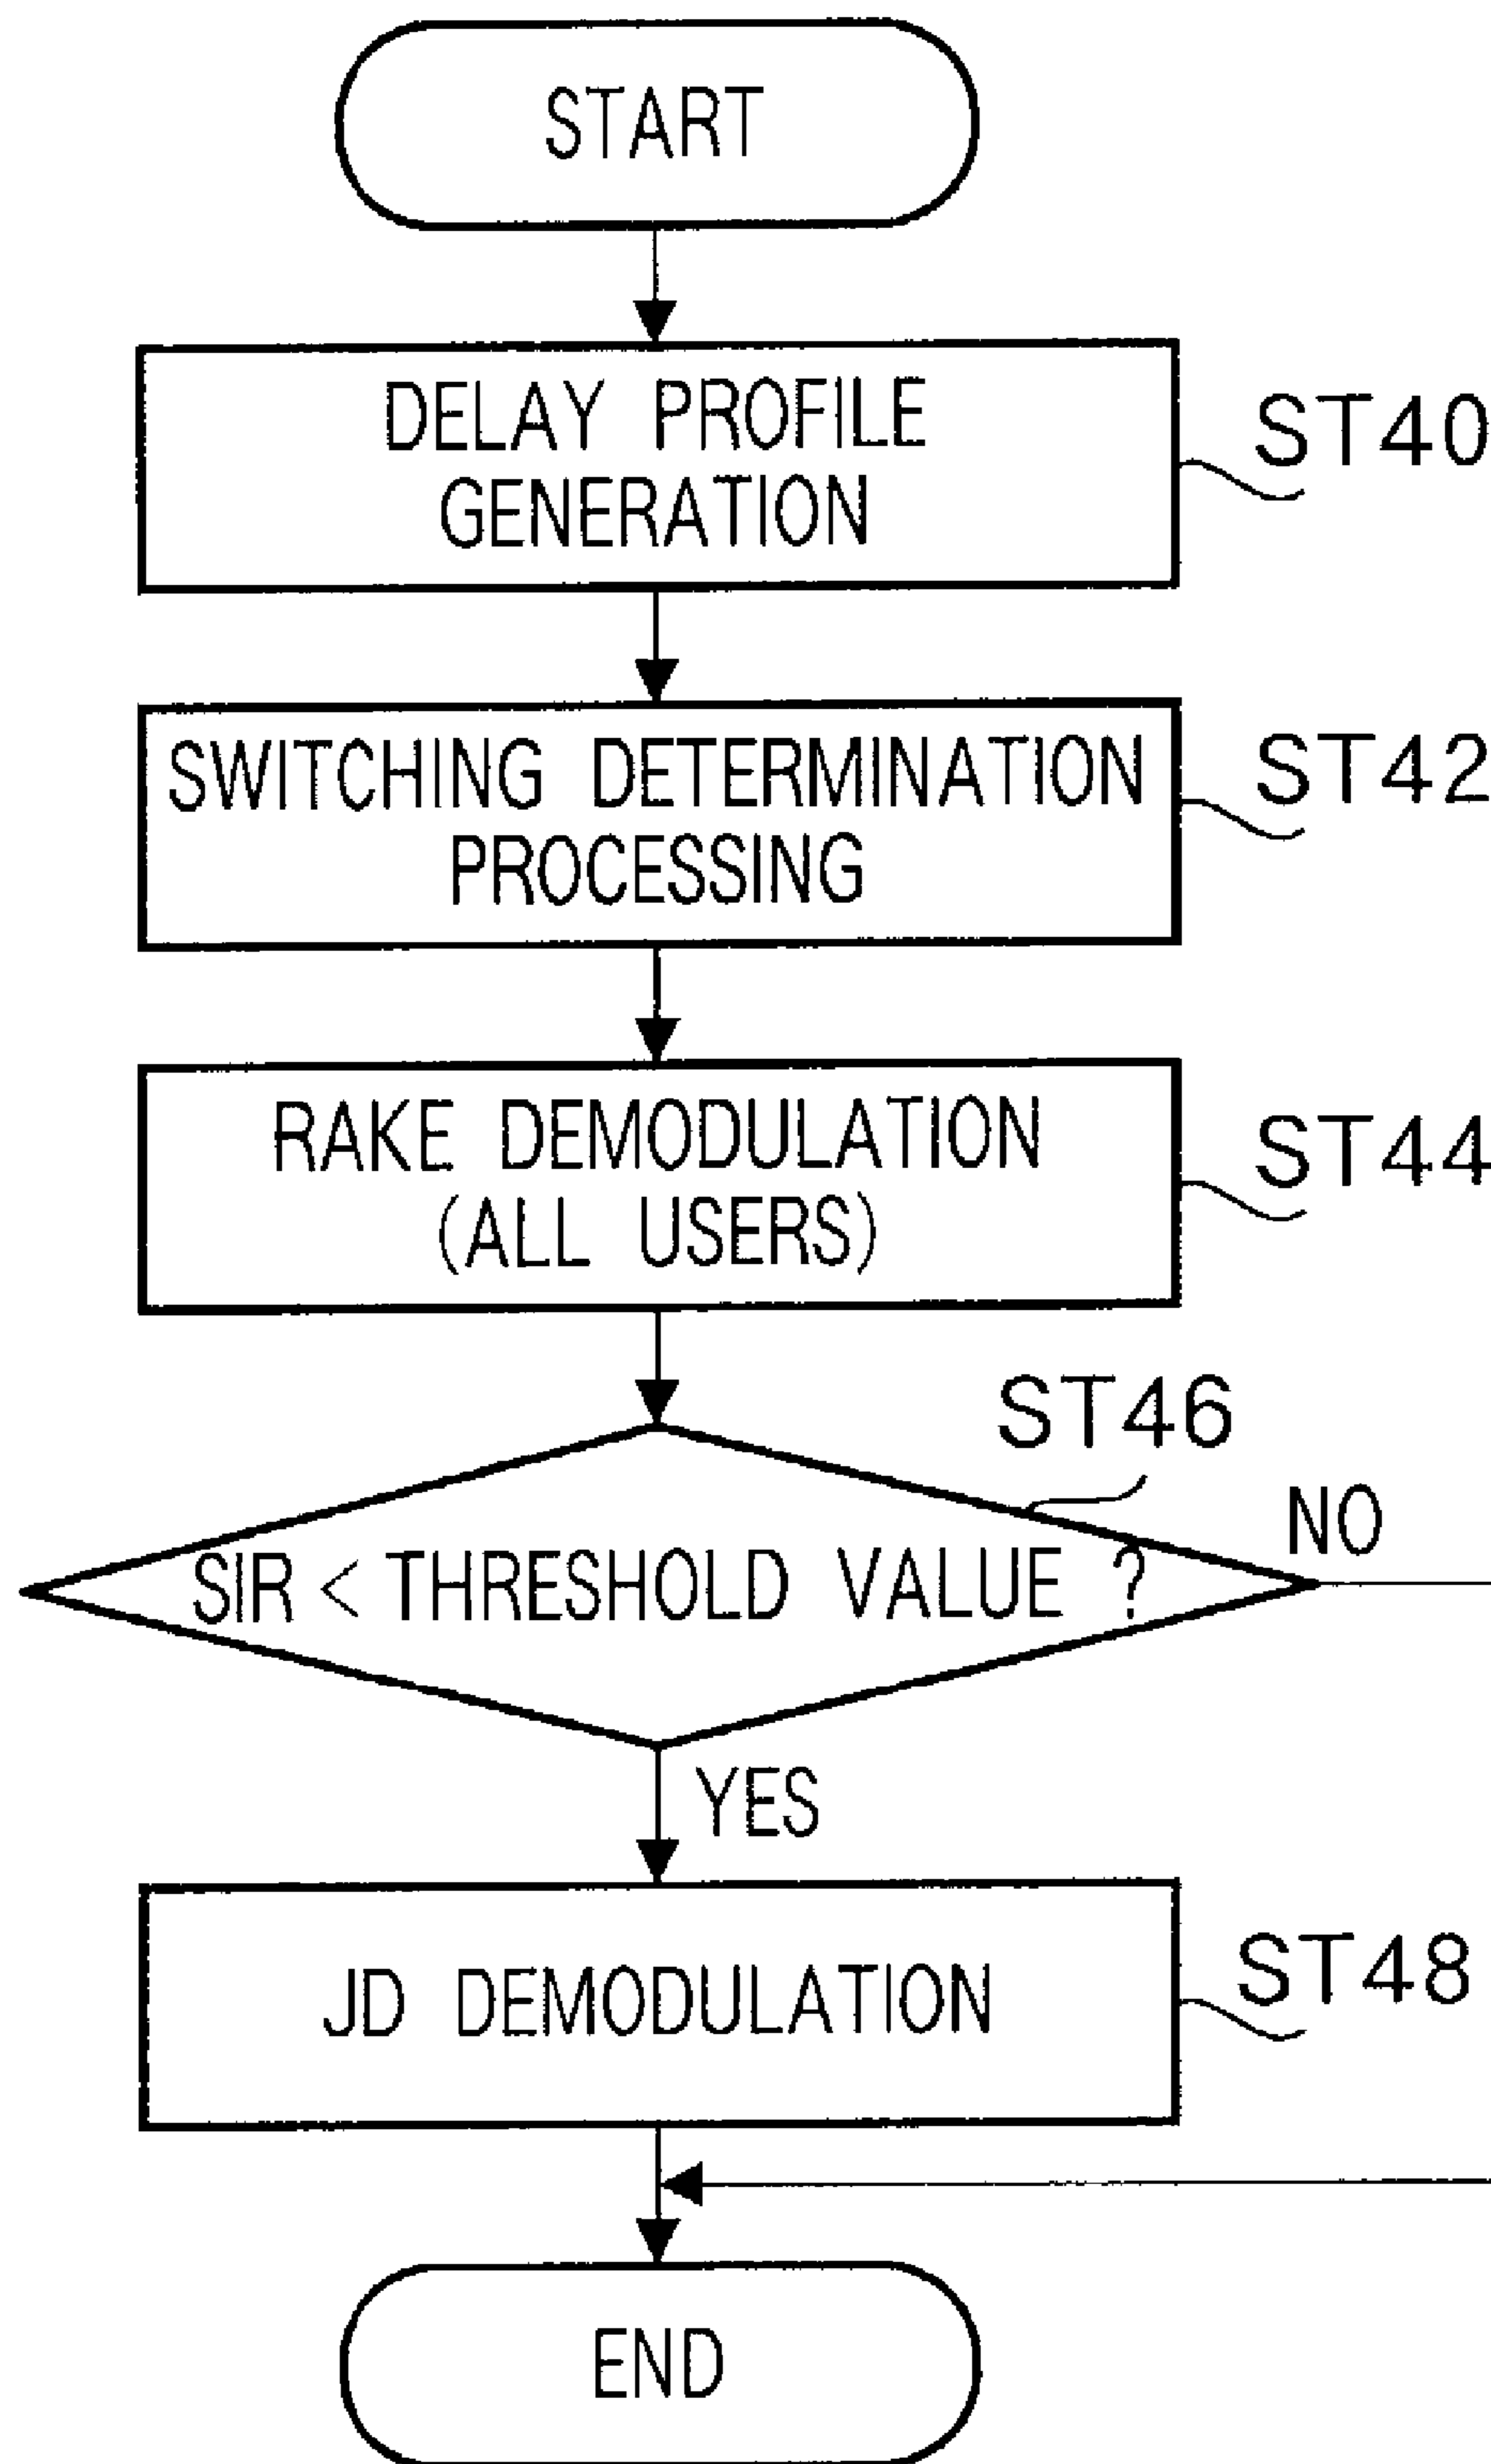 START
DELAY PROFILE
GENERATION
ST40
SWITCHING DETERMINATION
PROCESSING
ST42
RAKE DEMODULATION
(ALL USERS)
ST44
ST46
SIR < THRESHOLD VALUE ?
NO
YES
JD DEMODULATION
ST48
END